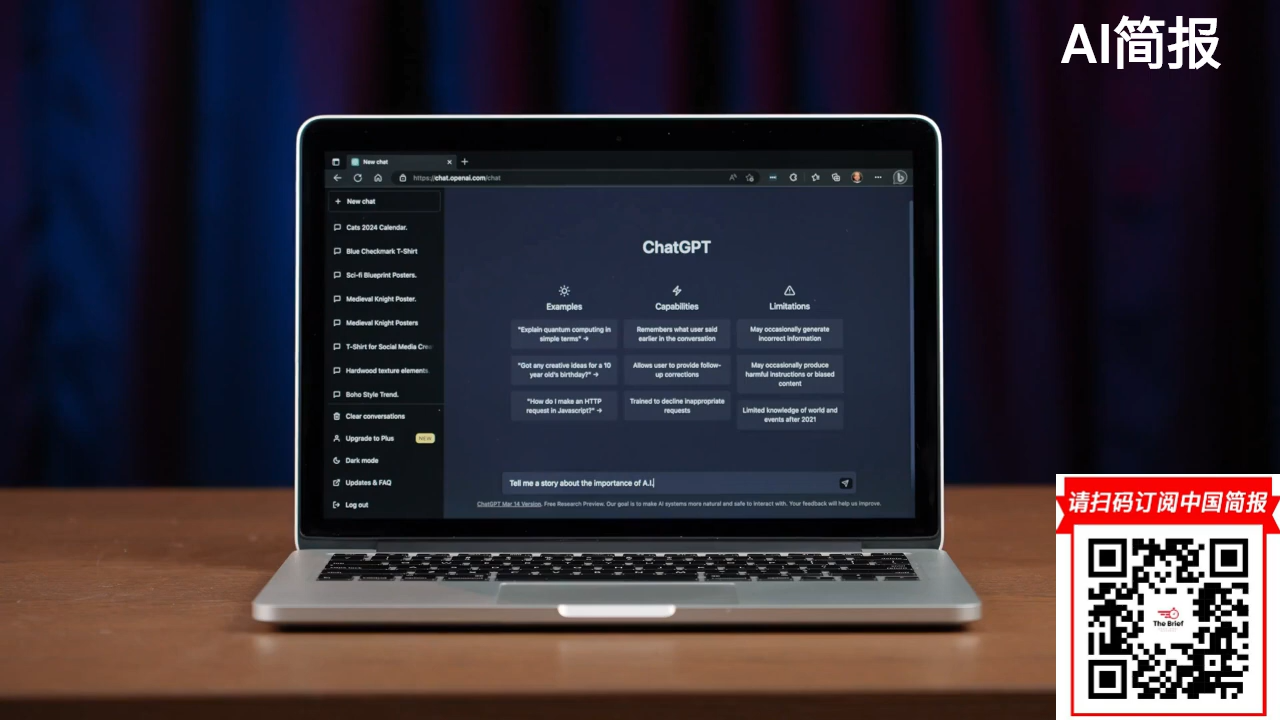 AI简报
New chat
https://chat.openai.com/chat
New chat
Cats 2024 Calendar.
Blue Checkmark T-Shirt
Sci-fi Blueprint Posters.
Medieval Knight Poster.
Medieval Knight Posters
T-Shirt for Social Media Cre
Hardwood texture elements.
Boho Style Trend.
Clear conversations
Upgrade to Plus
NEW
Dark mode
Updates & FAQ
Log out
ChatGPT
Examples
"Explain quantum computing in
simple terms" →
"Got any creative ideas for a 10
year old's birthday?" →
"How do I make an HTTP
request in Javascript?" →
Capabilities
Remembers what user said
earlier in the conversation
Allows user to provide follow-
up corrections
Trained to decline inappropriate
requests
Limitations
May occasionally generate
incorrect information
May occasionally produce
harmful instructions or biased
content
Limited knowledge of world and
events after 2021
Tell me a story about the importance of A.I.
ChatGPT Mar 14 Version. Free Research Preview. Our goal is to make AI systems more natural and safe to interact with. Your feedback will help us improve.
请扫码订阅中国简报
The Brief